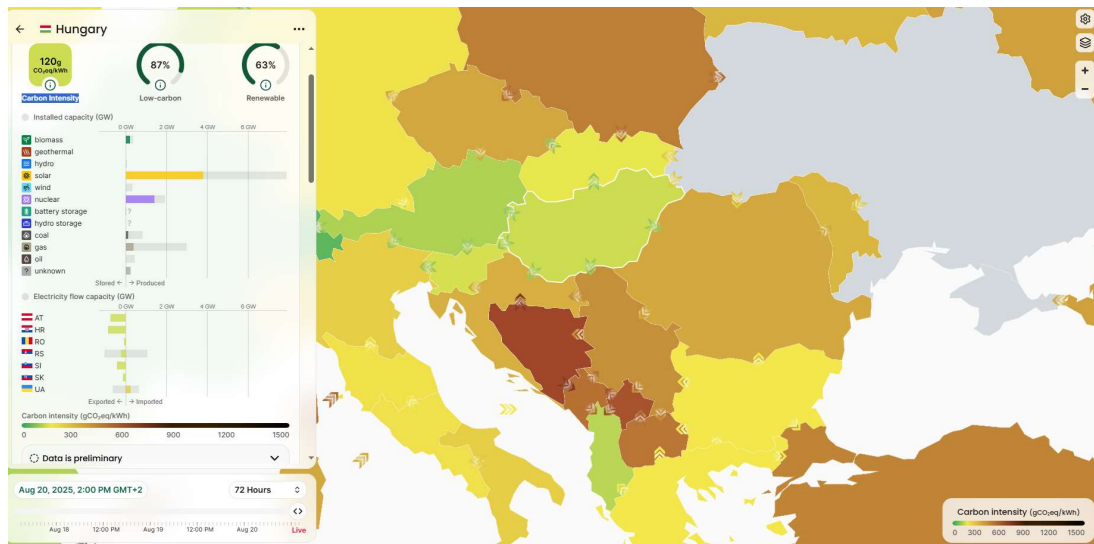 ← Hungary ...
120g
CO₂eq/kWh
87%
63%
Carbon Intensity
Low-carbon
Renewable
Installed capacity (GW)
0 GW 2 GW 4 GW 6 GW
biomass
geothermal
hydro
solar
wind
nuclear
battery storage ?
hydro storage ?
coal
gas
oil
? unknown
Stored ← → Produced
Electricity flow capacity (GW)
0 GW 2 GW 4 GW 6 GW
AT
HR
RO
RS
SI
SK
UA
Exported ← → Imported
Carbon intensity (gCO₂eq/kWh)
0 300 600 900 1200 1500
Data is preliminary
Aug 20, 2025, 2:00 PM GMT+2
72 Hours
Aug 18 12:00 PM Aug 19 12:00 PM Aug 20 Live
+
−
Carbon intensity (gCO₂eq/kWh)
0 300 600 900 1200 1500